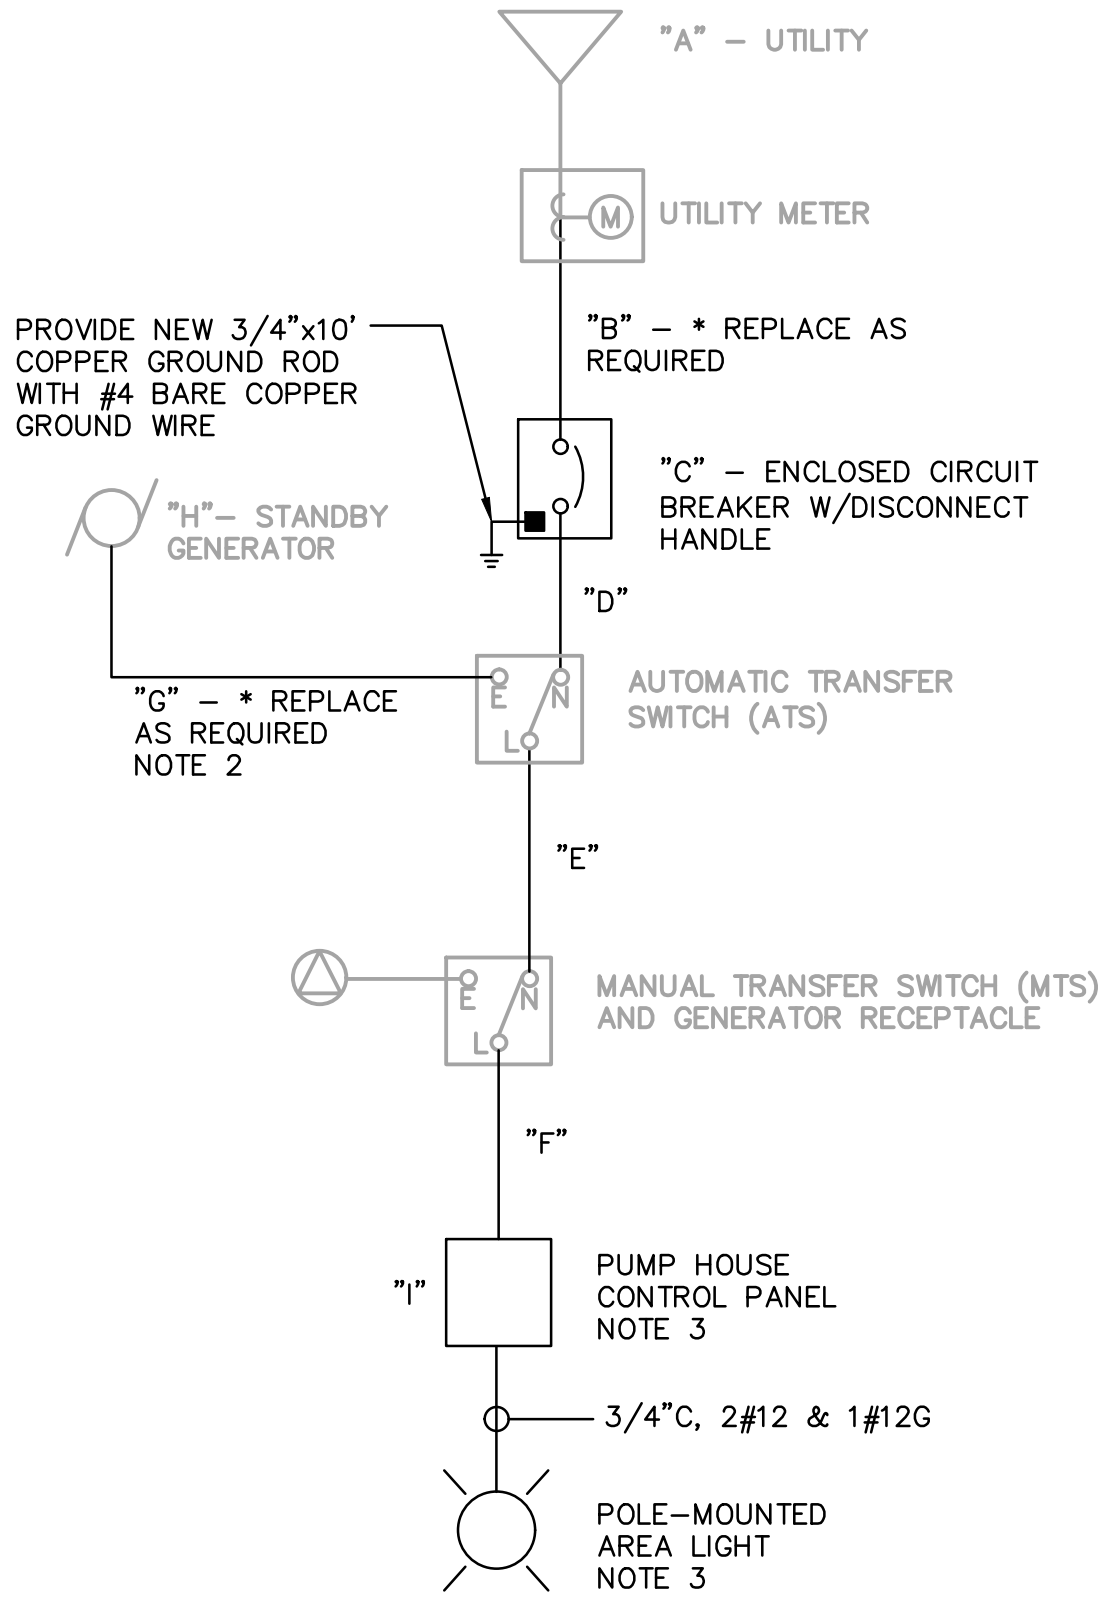 "A" – UTILITY
M
UTILITY METER
PROVIDE NEW 3/4"x10'
COPPER GROUND ROD
WITH #4 BARE COPPER
GROUND WIRE
"B" – * REPLACE AS
REQUIRED
"C" – ENCLOSED CIRCUIT
BREAKER W/DISCONNECT
HANDLE
"H"– STANDBY
GENERATOR
"D"
E
N
L
AUTOMATIC TRANSFER
SWITCH (ATS)
"G" – * REPLACE
AS REQUIRED
NOTE 2
"E"
E
N
L
MANUAL TRANSFER SWITCH (MTS)
AND GENERATOR RECEPTACLE
"F"
"I"
PUMP HOUSE
CONTROL PANEL
NOTE 3
3/4"C, 2#12 & 1#12G
POLE–MOUNTED
AREA LIGHT
NOTE 3